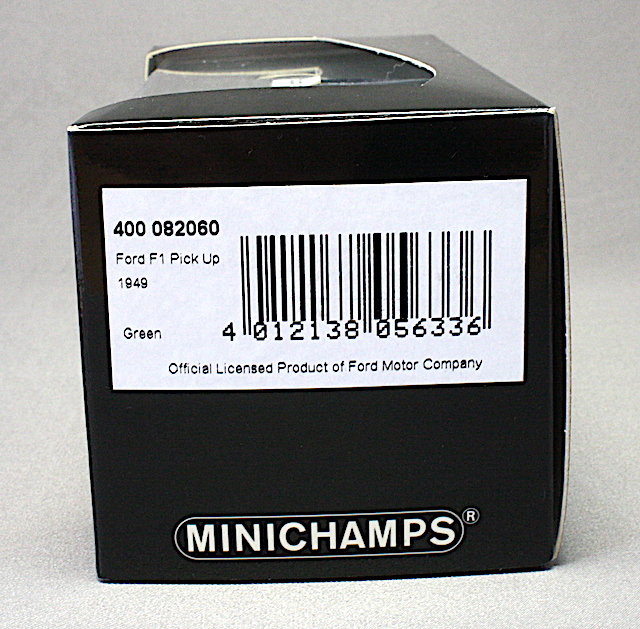 400 082060
Ford F1 Pick Up
1949
Green
4 012138 056336
Official Licensed Product of Ford Motor Company
MINICHAMPS®